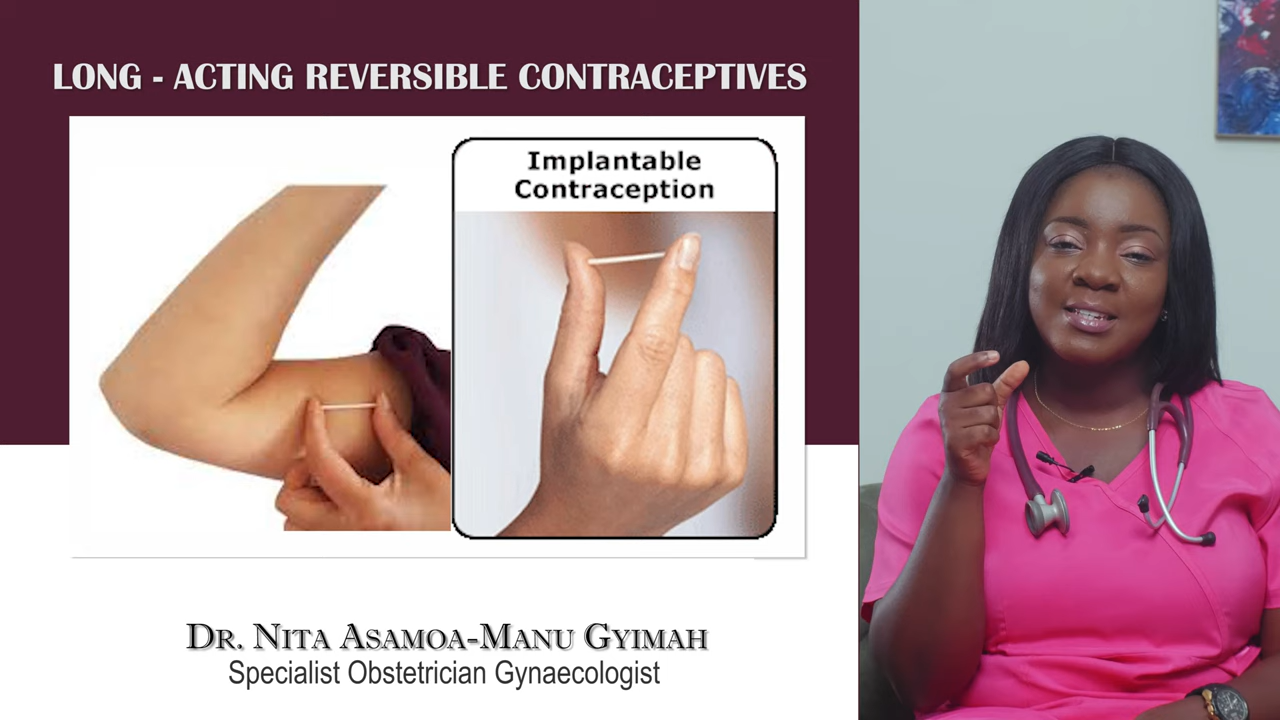 LONG - ACTING REVERSIBLE CONTRACEPTIVES
Implantable
Contraception
DR. NITA ASAMOA-MANU GYIMAH
Specialist Obstetrician Gynaecologist